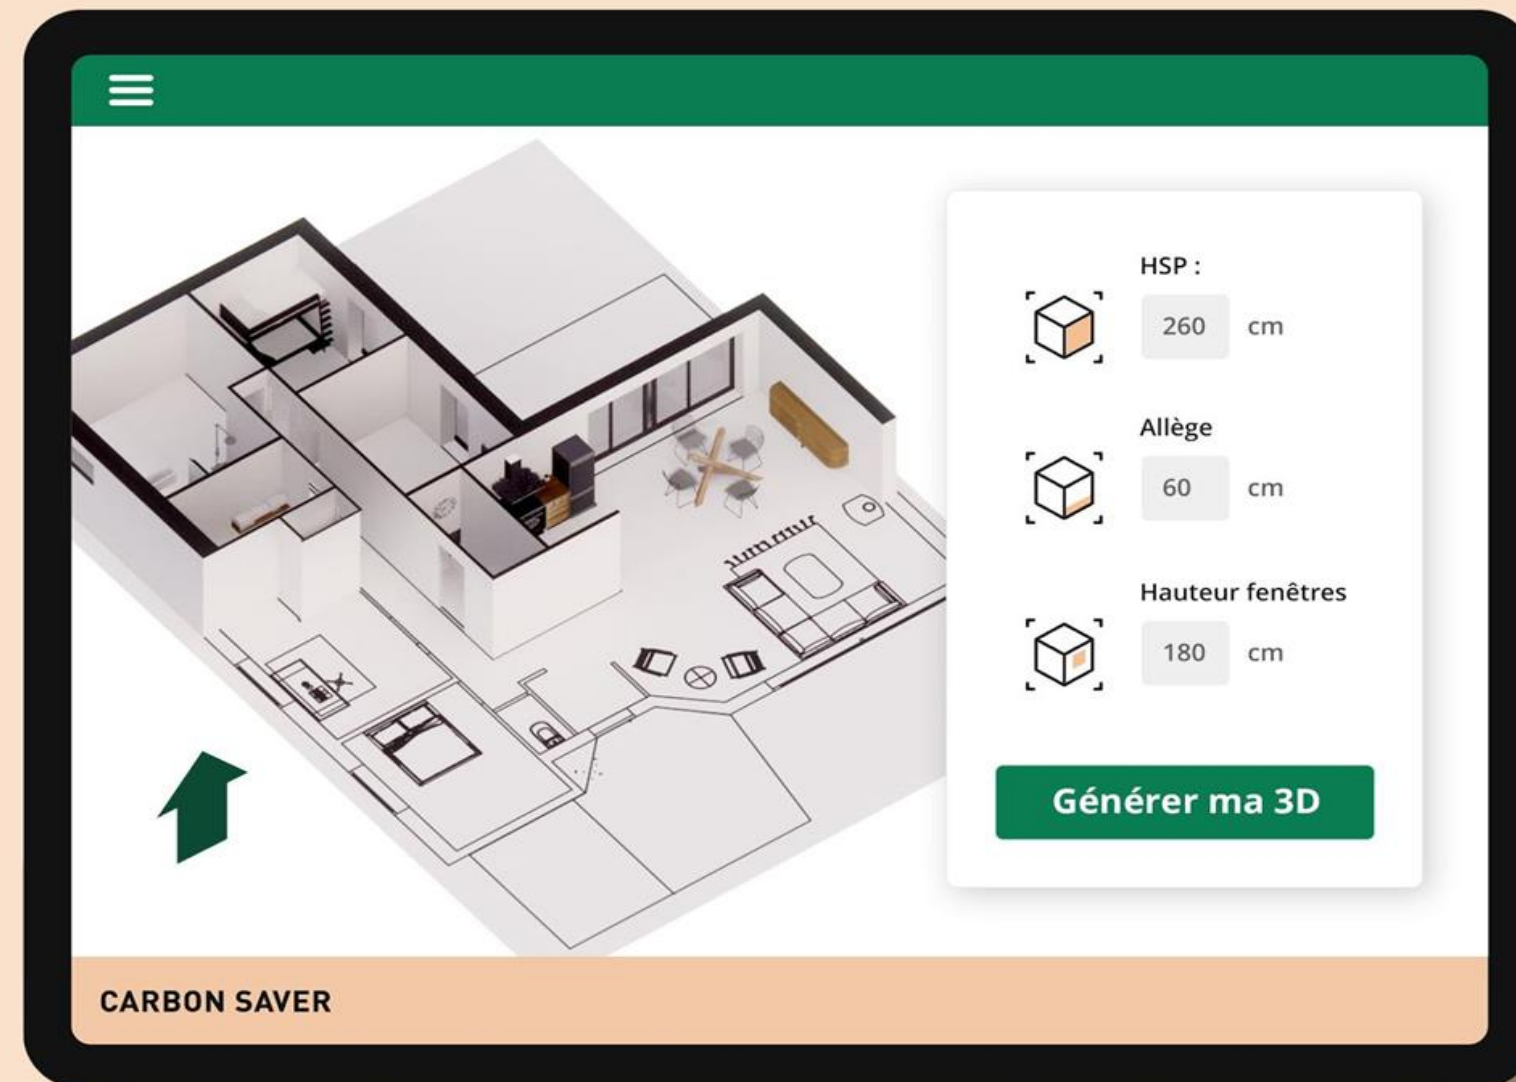 HSP :
260 cm
Allège
60 cm
Hauteur fenêtres
180 cm
Générer ma 3D
CARBON SAVER